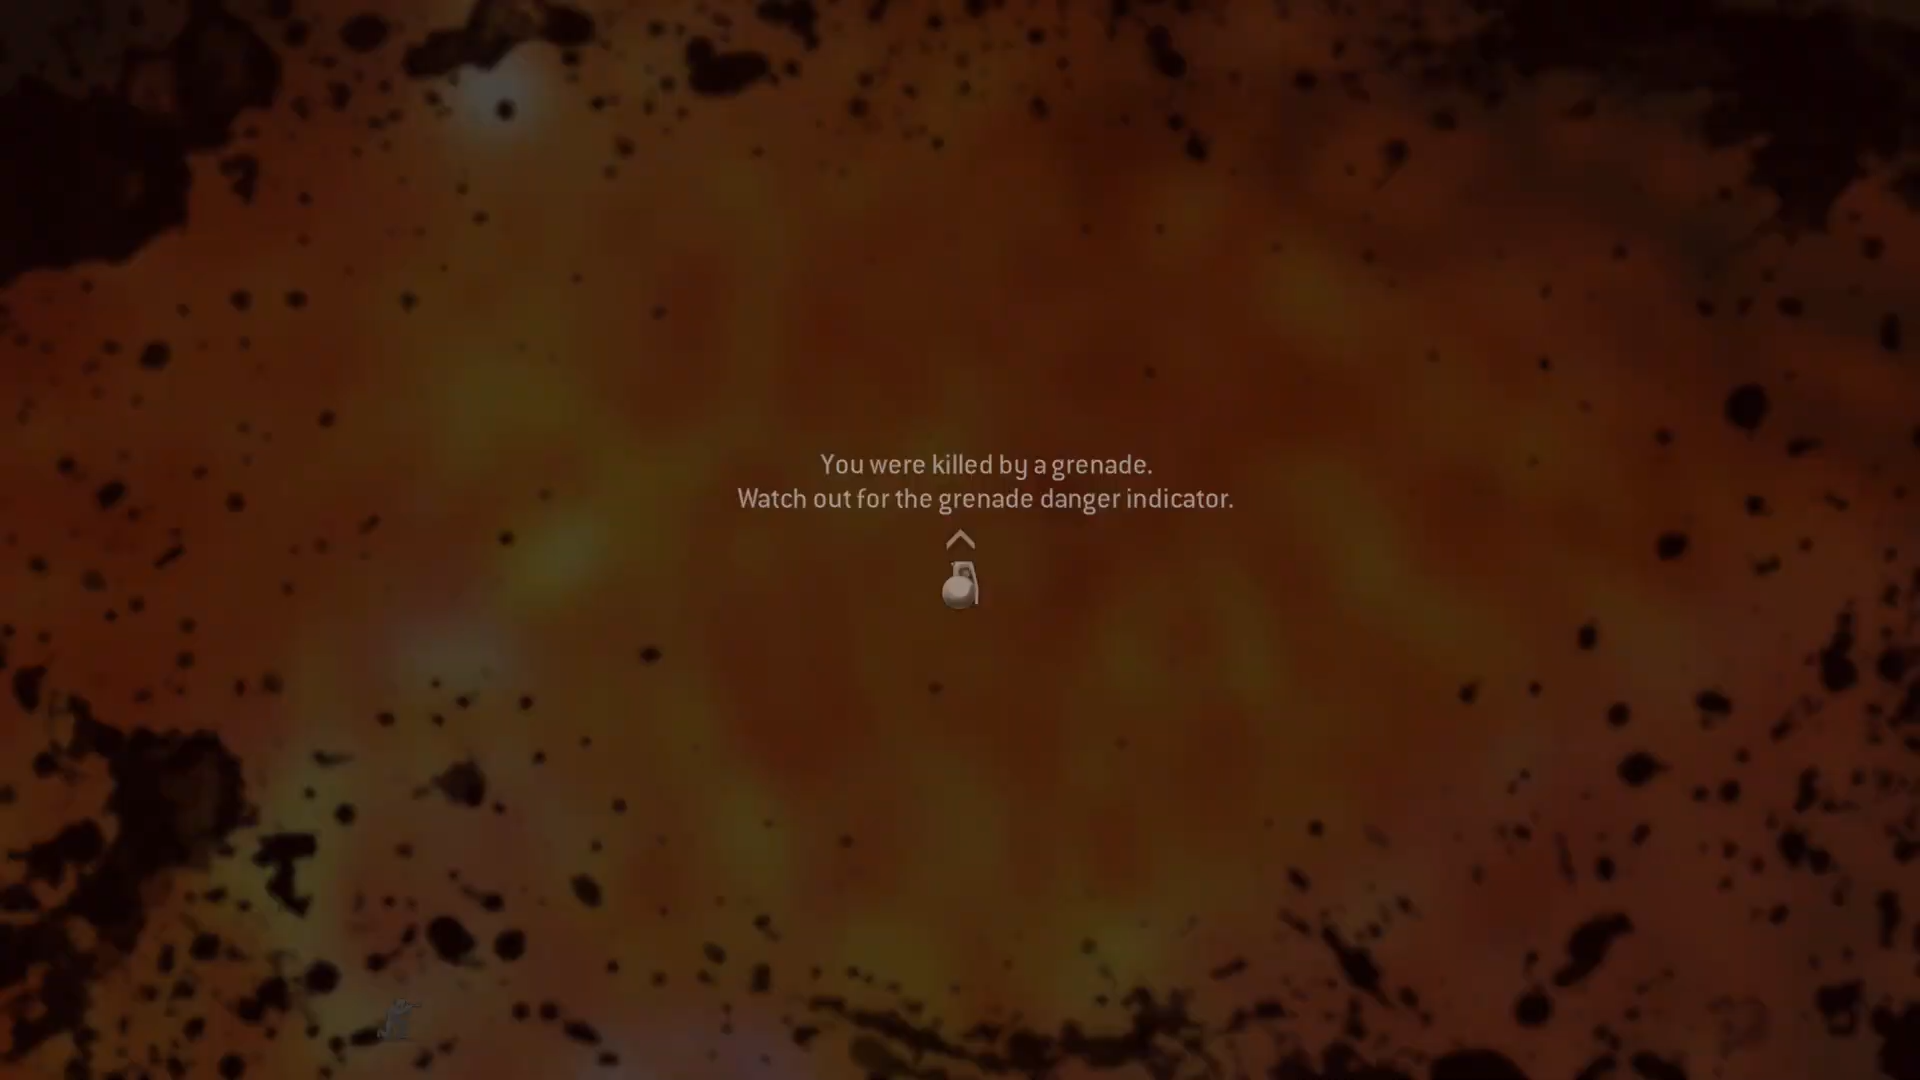 You were killed by a grenade.
Watch out for the grenade danger indicator.